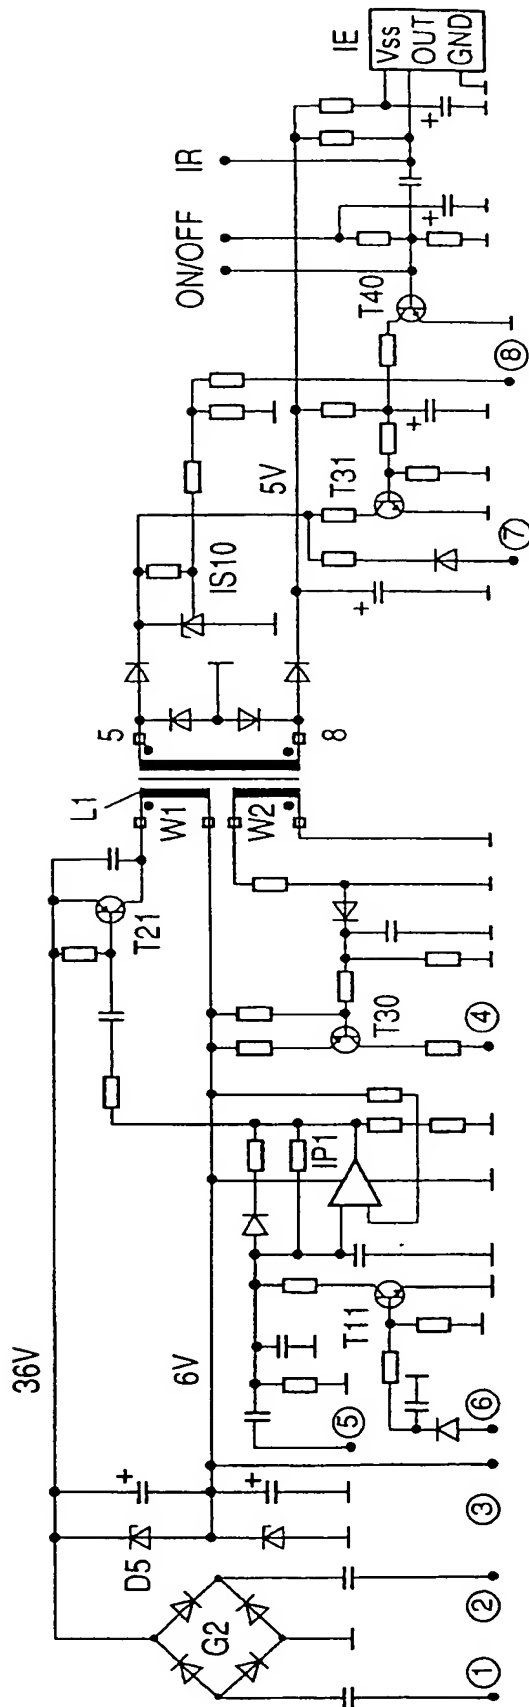 36V
D5
G2
6V
T21
L1
W1
W2
5
8
IS10
5V
ON/OFF
IR
IE
Vss
OUT
GND
T40
T31
T30
IP1
T11
+
+
+
+
+
+
1
2
3
4
5
6
7
8